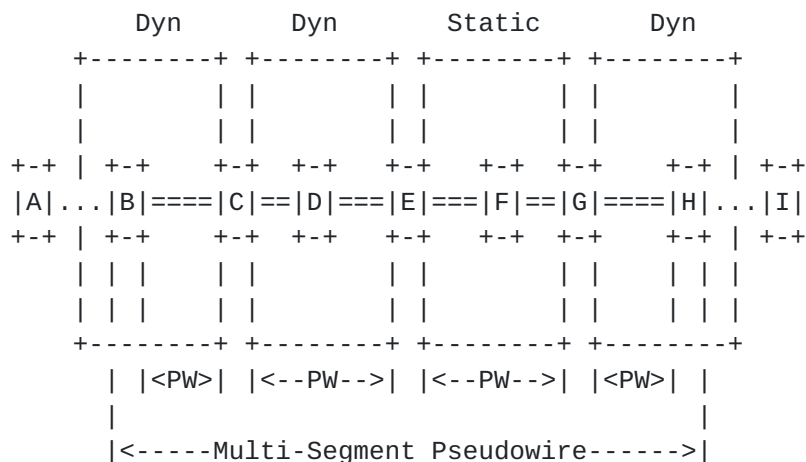 Dyn       Dyn        Static        Dyn
     +--------+ +--------+ +--------+ +--------+
     |        | |        | |        | |        |
     |        | |        | |        | |        |
 +-+ | +-+    +-+  +-+   +-+   +-+  +-+    +-+ | +-+
 |A|...|B|====|C|==|D|===|E|===|F|==|G|====|H|...|I|
 +-+ | +-+    +-+  +-+   +-+   +-+  +-+    +-+ | +-+
     | | |    | |        | |        | |    | | |
     | | |    | |        | |        | |    | | |
     +--------+ +--------+ +--------+ +--------+
       | |<PW>| |<--PW-->| |<--PW-->| |<PW>| |
       |                                     |
       |<-----Multi-Segment Pseudowire------>|